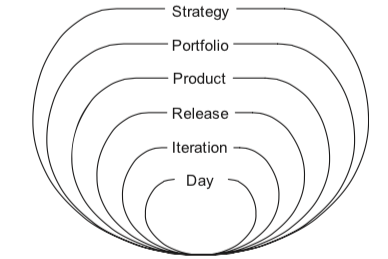 Strategy
Portfolio
Product
Release
Iteration
Day